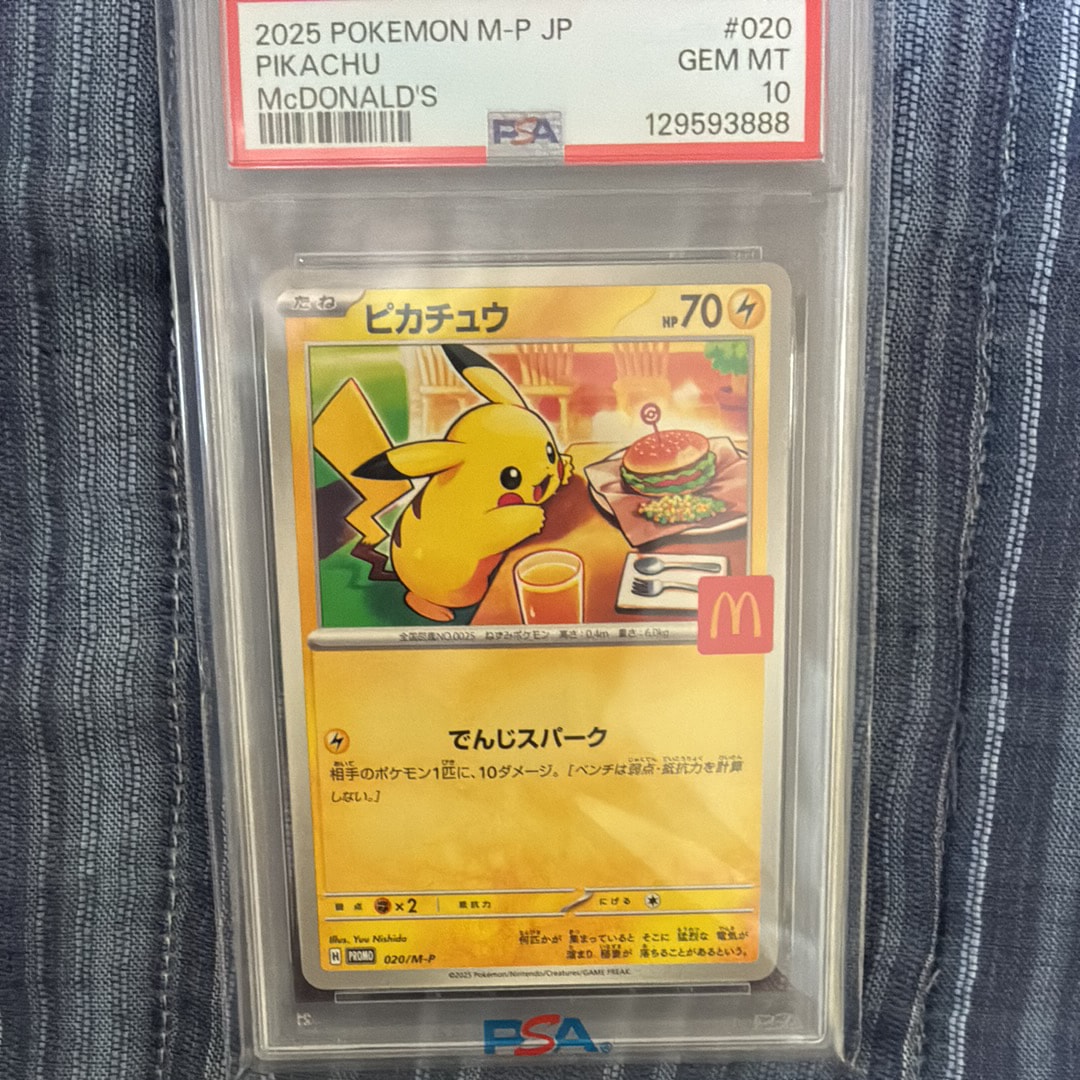 2025 POKEMON M-P JP #020
PIKACHU GEM MT
McDONALD'S 10
PSA 129593888
たね ピカチュウ HP70
全国図鑑NO.0025 ねずみポケモン 高さ:0.4m 重さ:6.0kg
でんじスパーク
相手のポケモン1匹に、10ダメージ。[ベンチは弱点・抵抗力を計算
しない。]
弱点 ×2 抵抗力 にげる
Illus. Yuu Nishida
何匹かが 集まっていると そこに 猛烈な 電気が
溜まり 稲妻が 落ちることがあるという。
H PROMO 020/M-P
©2025 Pokémon/Nintendo/Creatures/GAME FREAK.
PSA